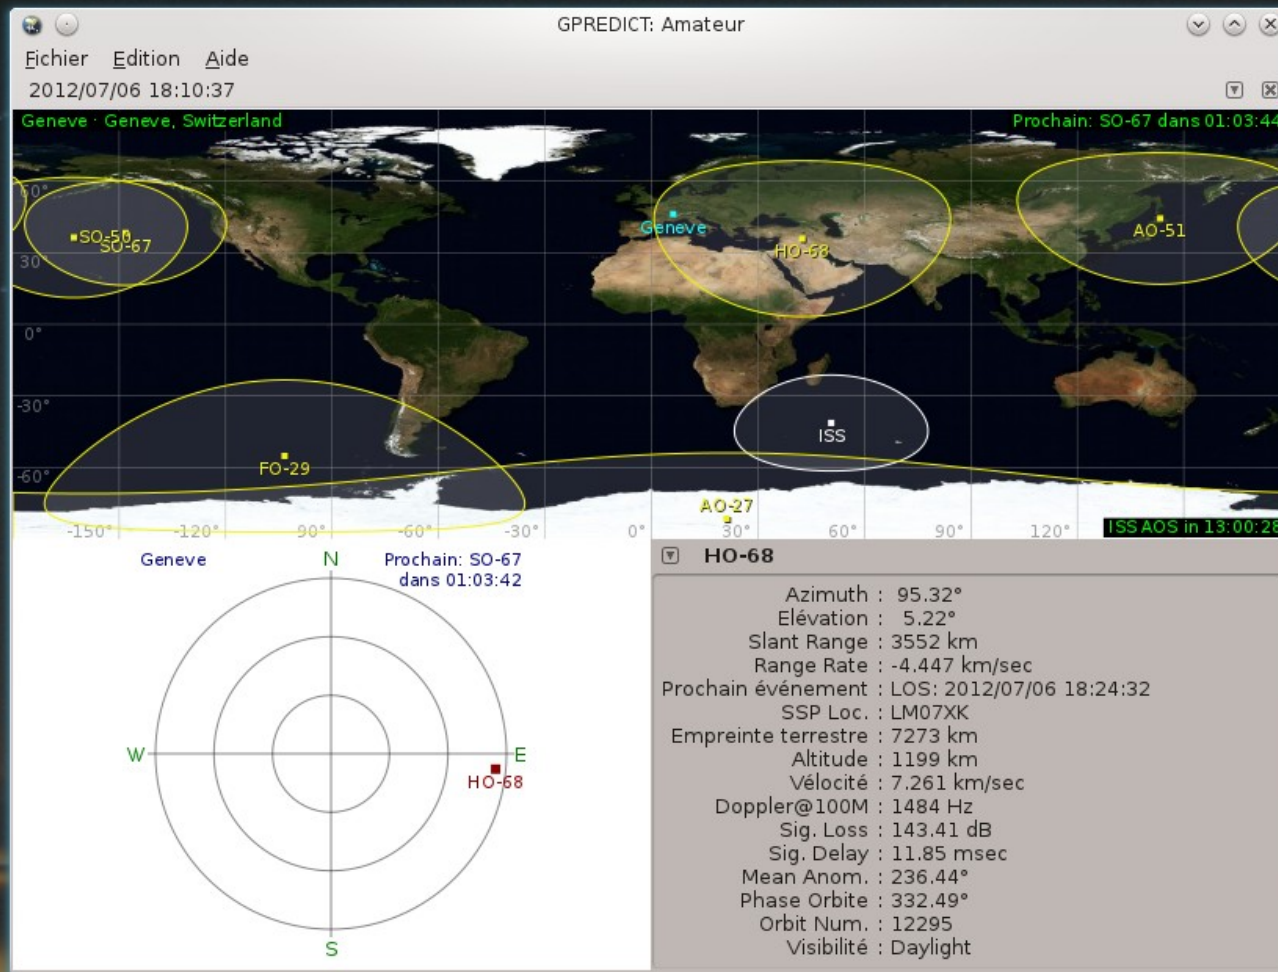 GPREDICT: Amateur
Fichier Edition Aide
2012/07/06 18:10:37
Geneve : Geneve, Switzerland
Prochain: SO-67 dans 01:03:44
60°
SO-50
SO-67
Geneve
HO-68
AO-51
30°
0°
-30°
ISS
FO-29
-60°
AO-27
-150° -120° -90° -60° -30° 0° 30° 60° 90° 120°
ISS AOS in 13:00:28
Geneve
N
Prochain: SO-67
dans 01:03:42
W
E
HO-68
S
HO-68
Azimuth : 95.32°
Elévation : 5.22°
Slant Range : 3552 km
Range Rate : -4.447 km/sec
Prochain événement : LOS: 2012/07/06 18:24:32
SSP Loc. : LM07XK
Empreinte terrestre : 7273 km
Altitude : 1199 km
Vélocité : 7.261 km/sec
Doppler@100M : 1484 Hz
Sig. Loss : 143.41 dB
Sig. Delay : 11.85 msec
Mean Anom. : 236.44°
Phase Orbite : 332.49°
Orbit Num. : 12295
Visibilité : Daylight